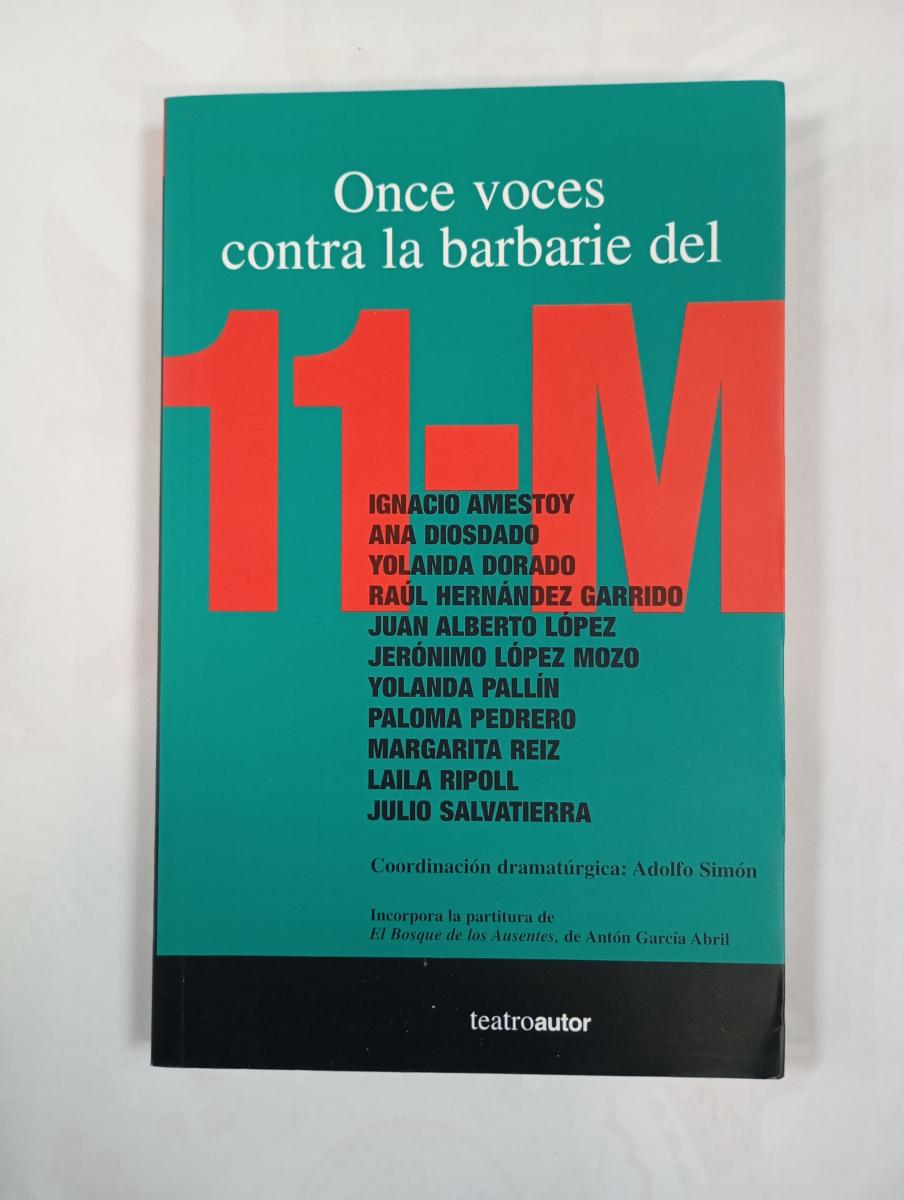 Once voces
contra la barbarie del
11-M
IGNACIO AMESTOY
ANA DIOSDADO
YOLANDA DORADO
RAÚL HERNÁNDEZ GARRIDO
JUAN ALBERTO LÓPEZ
JERÓNIMO LÓPEZ MOZO
YOLANDA PALLÍN
PALOMA PEDRERO
MARGARITA REIZ
LAILA RIPOLL
JULIO SALVATIERRA
Coordinación dramatúrgica: Adolfo Simón
Incorpora la partitura de
El Bosque de los Ausentes, de Antón García Abril
teatroautor